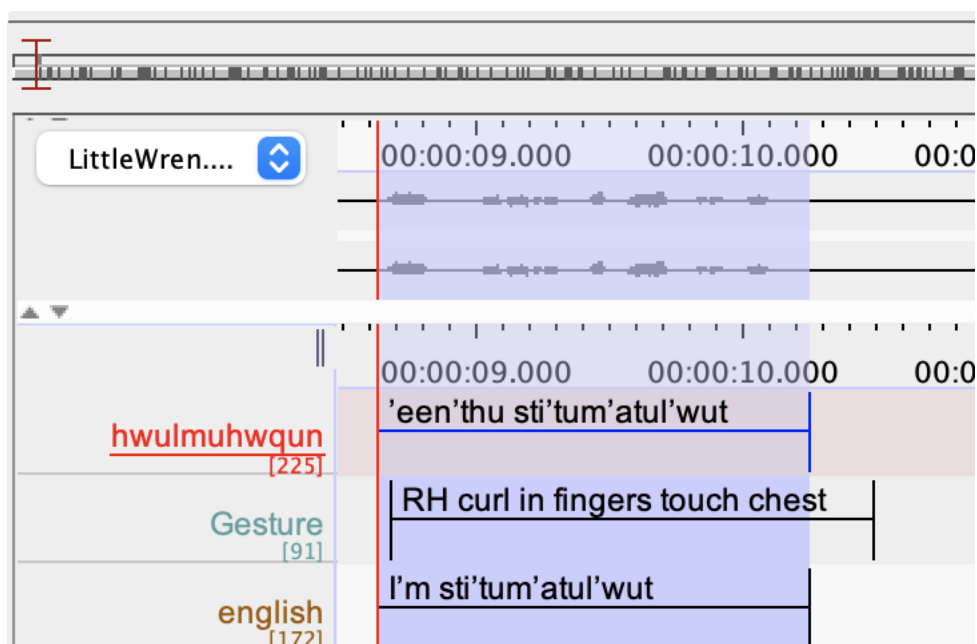 LittleWren....
00:00:09.000 00:00:10.000 00:0
00:00:09.000 00:00:10.000 00:0
hwulmuhwqun
[225]
’een’thu sti’tum’atul’wut
Gesture
[91]
RH curl in fingers touch chest
english
[172]
I’m sti’tum’atul’wut